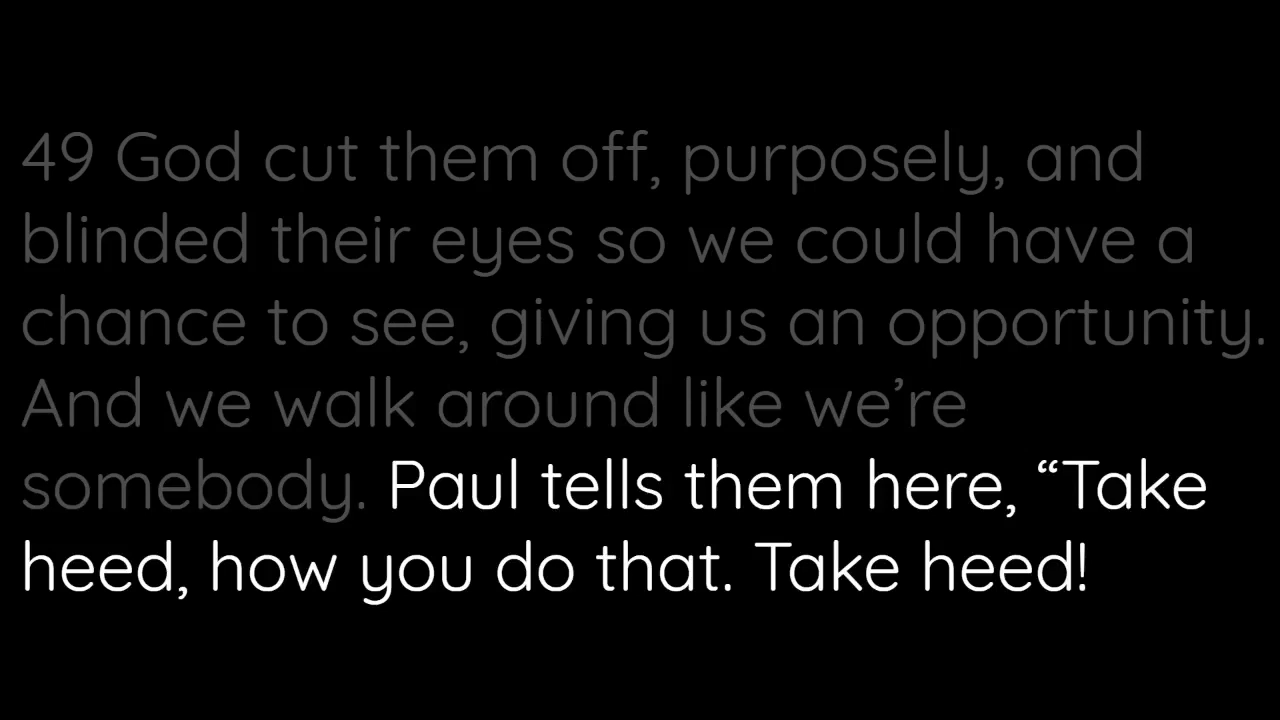 49 God cut them off, purposely, and
blinded their eyes so we could have a
chance to see, giving us an opportunity.
And we walk around like we’re
somebody. Paul tells them here, “Take
heed, how you do that. Take heed!